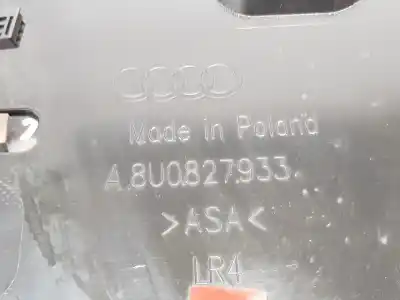 Made in Poland
A.8U0827933
>ASA<
LR4